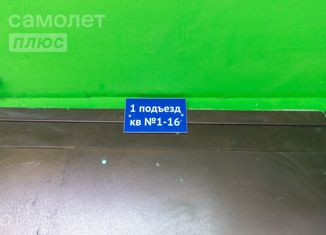 самолет
плюс
1 подъезд
кв №1-16